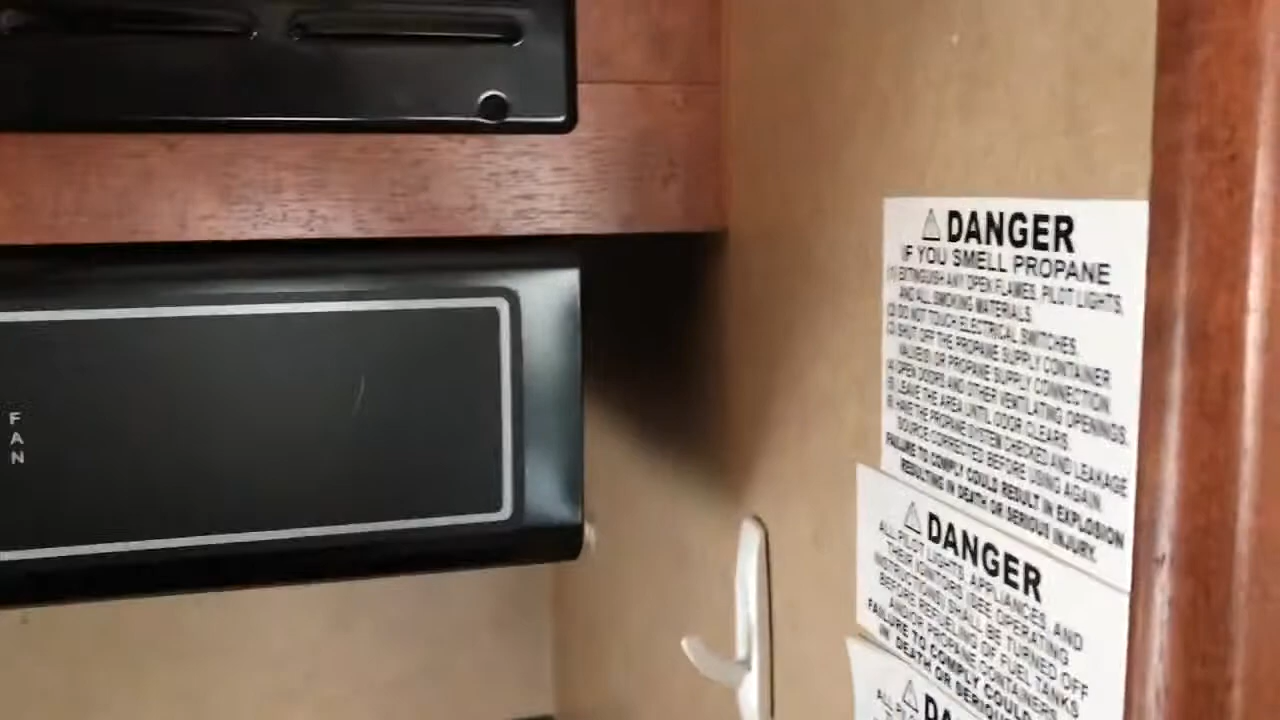 FAN
DANGER
IF YOU SMELL PROPANE
(1) EXTINGUISH ANY OPEN FLAMES, PILOT LIGHTS,
AND ALL SMOKING MATERIALS.
(2) DO NOT TOUCH ELECTRICAL SWITCHES.
(3) SHUT OFF THE PROPANE SUPPLY CONTAINER
VALVE(S) OR PROPANE SUPPLY CONNECTION.
(4) OPEN DOORS AND OTHER VENTILATING OPENINGS.
(5) LEAVE THE AREA UNTIL ODOR CLEARS.
(6) HAVE THE PROPANE SYSTEM CHECKED AND LEAKAGE
SOURCE CORRECTED BEFORE USING AGAIN.
FAILURE TO COMPLY COULD RESULT IN EXPLOSION
RESULTING IN DEATH OR SERIOUS INJURY.
DANGER
ALL PILOT LIGHTS, APPLIANCES, AND
THEIR IGNITORS (SEE OPERATING
INSTRUCTIONS) SHALL BE TURNED OFF
BEFORE REFUELING OF FUEL TANKS
AND/OR PROPANE CONTAINERS.
FAILURE TO COMPLY COULD
IN DEATH OR SERIOUS
DANG
ALL